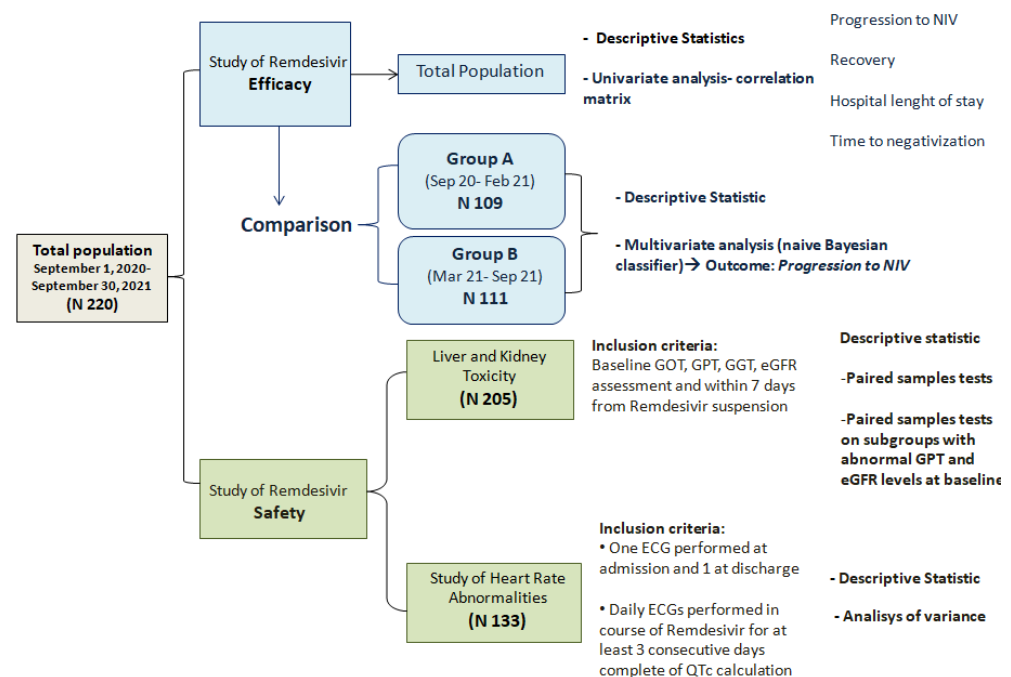 Total population
September 1, 2020-
September 30, 2021
(N 220)
Study of Remdesivir
Efficacy
Total Population
- Descriptive Statistics
- Univariate analysis- correlation
matrix
Progression to NIV
Recovery
Hospital lenght of stay
Time to negativization
Comparison
Group A
(Sep 20- Feb 21)
N 109
Group B
(Mar 21- Sep 21)
N 111
- Descriptive Statistic
- Multivariate analysis (naive Bayesian
classifier)→ Outcome: Progression to NIV
Study of Remdesivir
Safety
Liver and Kidney
Toxicity
(N 205)
Inclusion criteria:
Baseline GOT, GPT, GGT, eGFR
assessment and within 7 days
from Remdesivir suspension
Descriptive statistic
-Paired samples tests
-Paired samples tests
on subgroups with
abnormal GPT and
eGFR levels at baseline
Study of Heart Rate
Abnormalities
(N 133)
Inclusion criteria:
• One ECG performed at
admission and 1 at discharge
• Daily ECGs performed in
course of Remdesivir for at
least 3 consecutive days
complete of QTc calculation
- Descriptive Statistic
- Analisys of variance